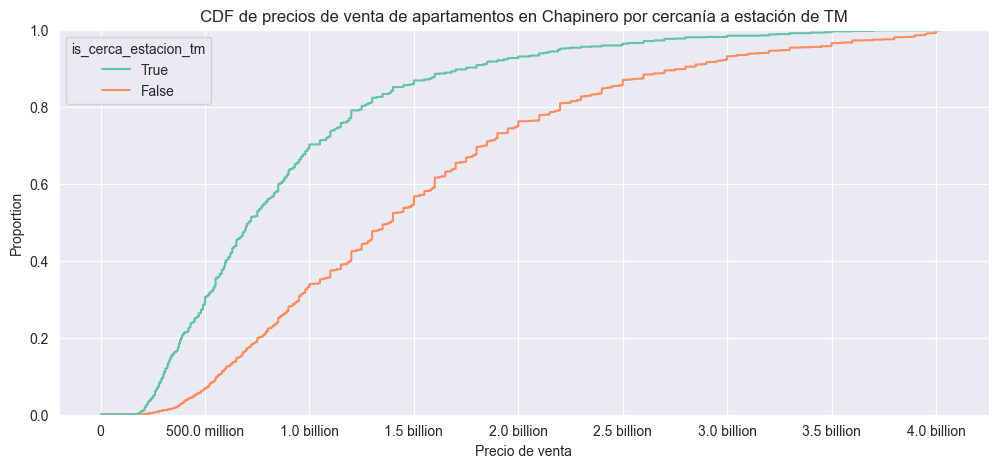 CDF de precios de venta de apartamentos en Chapinero por cercanía a estación de TM
is_cerca_estacion_tm
True
False
Proportion
1.0
0.8
0.6
0.4
0.2
0.0
0 500.0 million 1.0 billion 1.5 billion 2.0 billion 2.5 billion 3.0 billion 3.5 billion 4.0 billion
Precio de venta